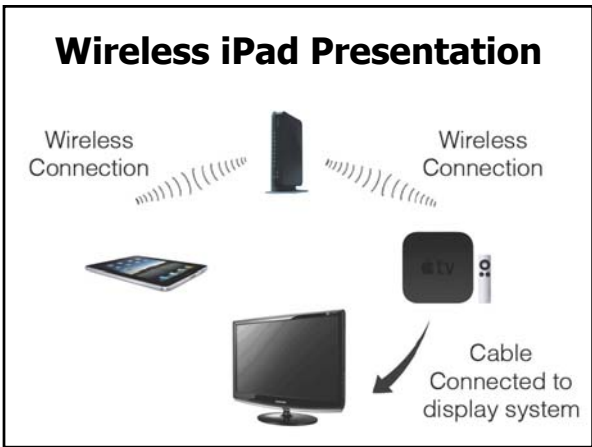 Wireless iPad Presentation
Wireless
Connection
Wireless
Connection
tv
Cable
Connected to
display system